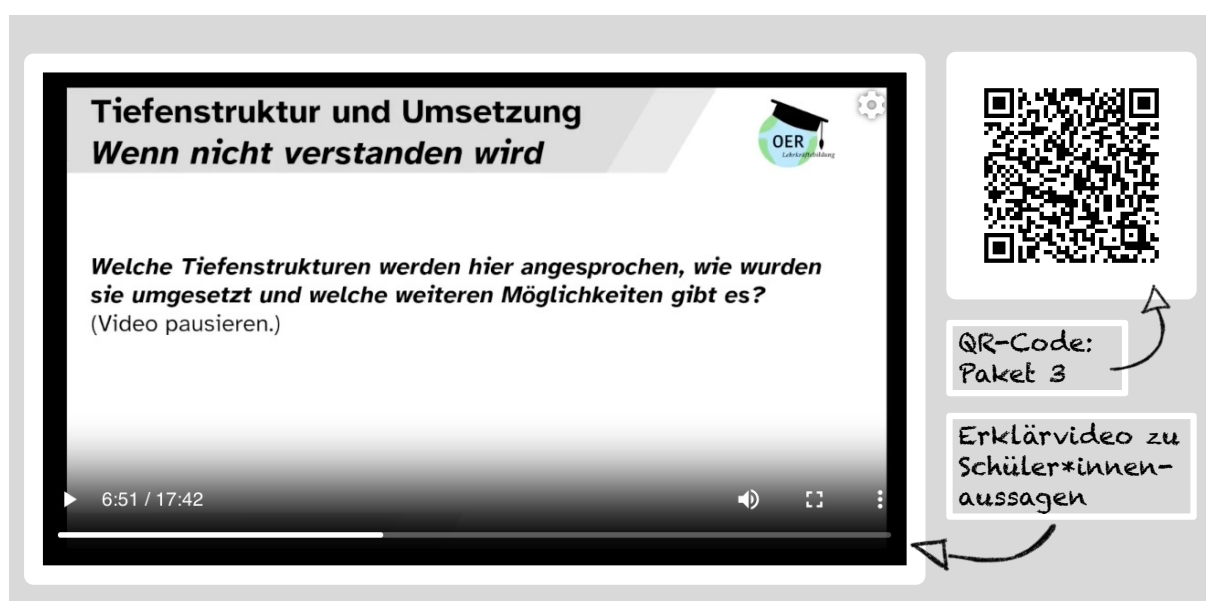 Tiefenstruktur und Umsetzung
Wenn nicht verstanden wird
OER
Lehrkräftebildung
Welche Tiefenstrukturen werden hier angesprochen, wie wurden
sie umgesetzt und welche weiteren Möglichkeiten gibt es?
(Video pausieren.)
6:51 / 17:42
QR-Code:
Paket 3
Erklärvideo zu
Schüler*innen-
aussagen